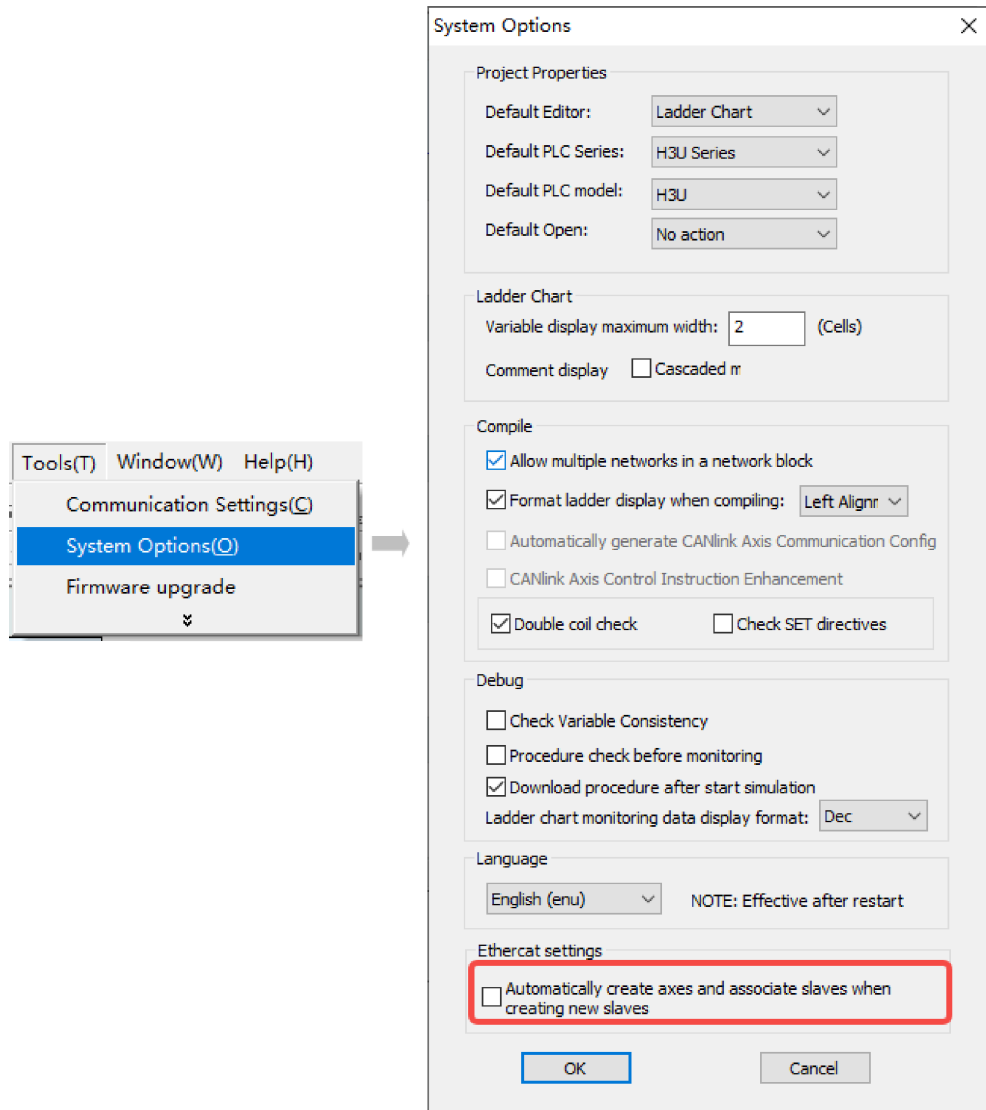 Tools(T) Window(W) Help(H)
Communication Settings(C)
System Options(O)
Firmware upgrade
System Options
Project Properties
Default Editor: Ladder Chart
Default PLC Series: H3U Series
Default PLC model: H3U
Default Open: No action
Ladder Chart
Variable display maximum width: 2 (Cells)
Comment display Cascaded m
Compile
Allow multiple networks in a network block
Format ladder display when compiling: Left Alignr
Automatically generate CANlink Axis Communication Config
CANlink Axis Control Instruction Enhancement
Double coil check Check SET directives
Debug
Check Variable Consistency
Procedure check before monitoring
Download procedure after start simulation
Ladder chart monitoring data display format: Dec
Language
English (enu) NOTE: Effective after restart
Ethercat settings
Automatically create axes and associate slaves when
creating new slaves
OK Cancel